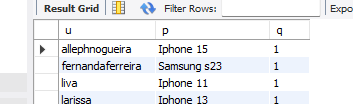 Result Grid Filter Rows: Expo
u p q
allephnogueira Iphone 15 1
fernandaferreira Samsung s23 1
liva Iphone 11 1
larissa Iphone 13 1